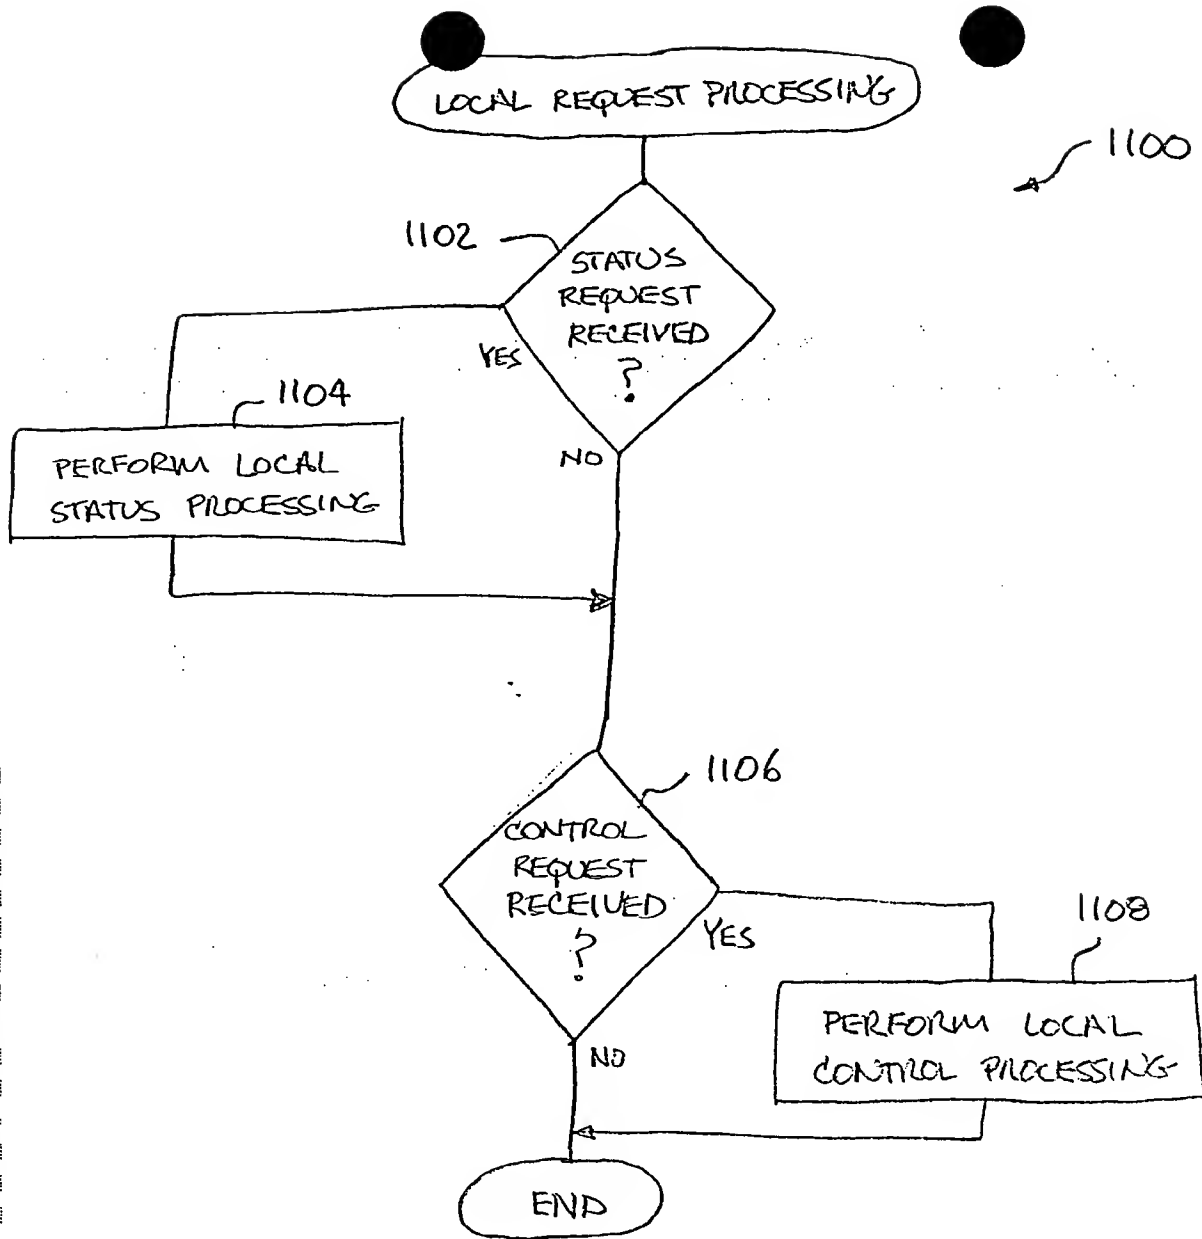 LOCAL REQUEST PROCESSING
1100
1102
STATUS
REQUEST
RECEIVED
?
YES
NO
1104
PERFORM LOCAL
STATUS PROCESSING
1106
CONTROL
REQUEST
RECEIVED
?
YES
NO
1108
PERFORM LOCAL
CONTROL PROCESSING
END